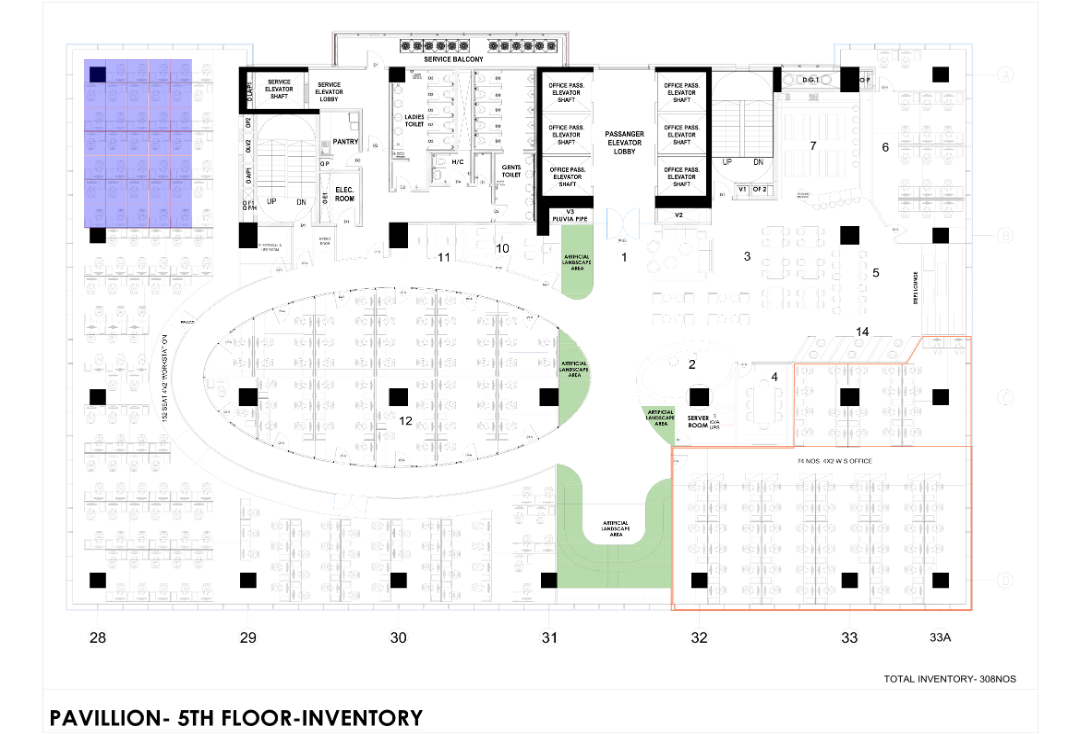 SERVICE BALCONY
SERVICE
ELEVATOR
SHAFT
SERVICE
ELEVATOR
LOBBY
LADIES
TOILET
PANTRY
H/C
GENTS
TOILET
ELEC.
ROOM
UP
DN
OFFICE PASS.
ELEVATOR
SHAFT
OFFICE PASS.
ELEVATOR
SHAFT
OFFICE PASS.
ELEVATOR
SHAFT
PASSANGER
ELEVATOR
LOBBY
OFFICE PASS.
ELEVATOR
SHAFT
OFFICE PASS.
ELEVATOR
SHAFT
OFFICE PASS.
ELEVATOR
SHAFT
V3
PLUVIA PIPE
V2
UP
DN
V1
OF 2
D.G.1
O P
7
6
A
B
C
D
10
11
1
3
5
14
2
4
12
ARTIFICIAL
LANDSCAPE
AREA
ARTIFICIAL
LANDSCAPE
AREA
ARTIFICIAL
LANDSCAPE
AREA
ARTIFICIAL
LANDSCAPE
AREA
STEP LOUNGE
SERVER
ROOM
152 SEAT 4X2 WORKSTATION
74 NOS. 4X2 W S OFFICE
28
29
30
31
32
33
33A
TOTAL INVENTORY- 308NOS
PAVILLION- 5TH FLOOR-INVENTORY